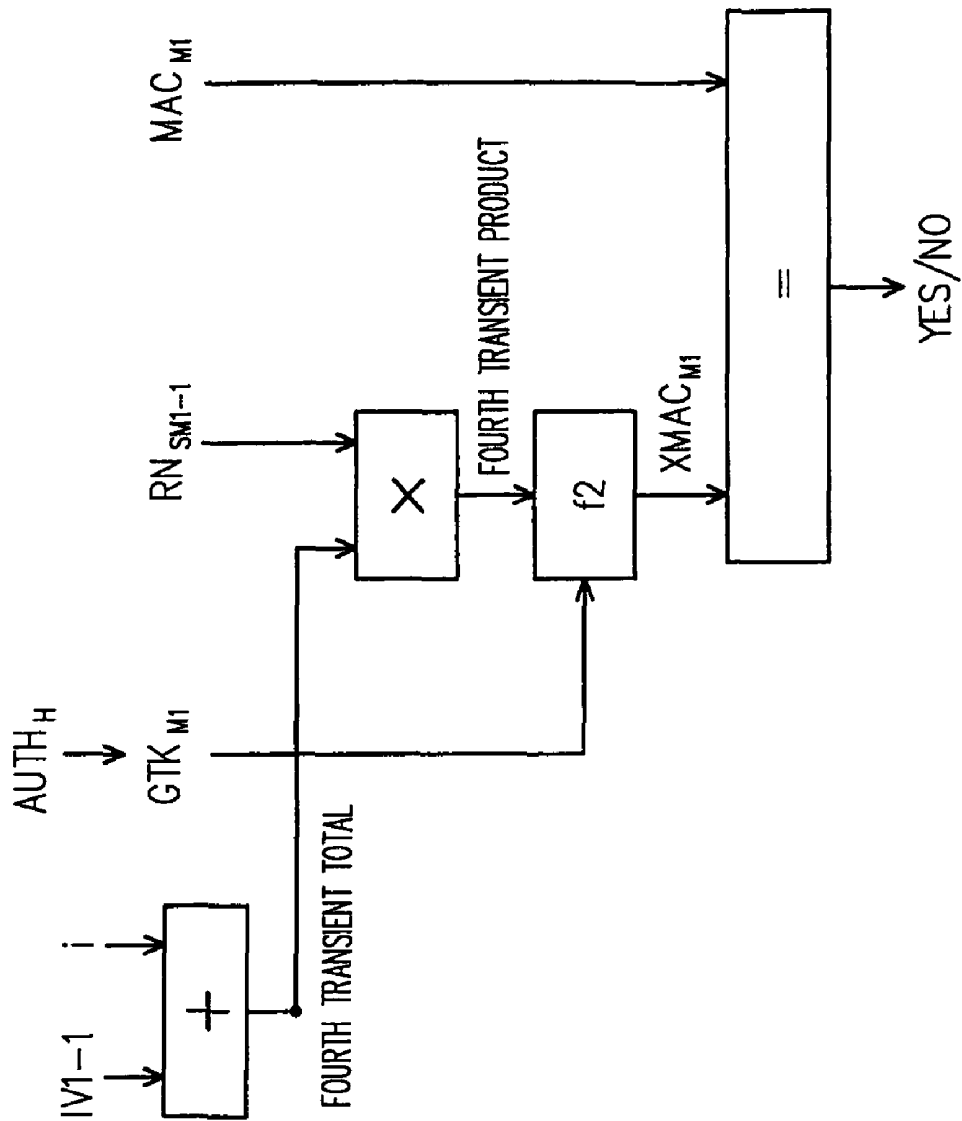 IV1-1
i
+
FOURTH TRANSIENT TOTAL
AUTH_H
GTK_M1
RN_SM1-1
×
FOURTH TRANSIENT PRODUCT
f2
XMAC_M1
MAC_M1
=
YES/NO